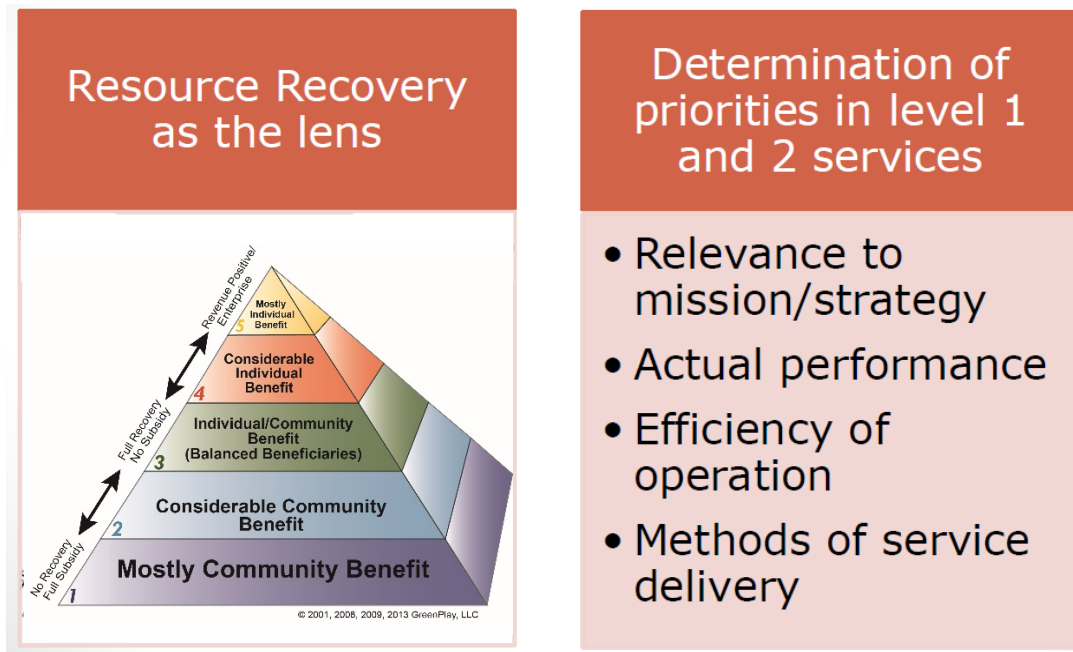 Resource Recovery
as the lens
Revenue Positive/
Enterprise
Full Recovery
No Subsidy
No Recovery
Full Subsidy
Mostly
Individual
Benefit
5
Considerable
Individual
Benefit
4
Individual/Community
Benefit
(Balanced Beneficiaries)
3
Considerable Community
Benefit
2
Mostly Community Benefit
1
© 2001, 2008, 2009, 2013 GreenPlay, LLC
Determination of
priorities in level 1
and 2 services
• Relevance to
mission/strategy
• Actual performance
• Efficiency of
operation
• Methods of service
delivery